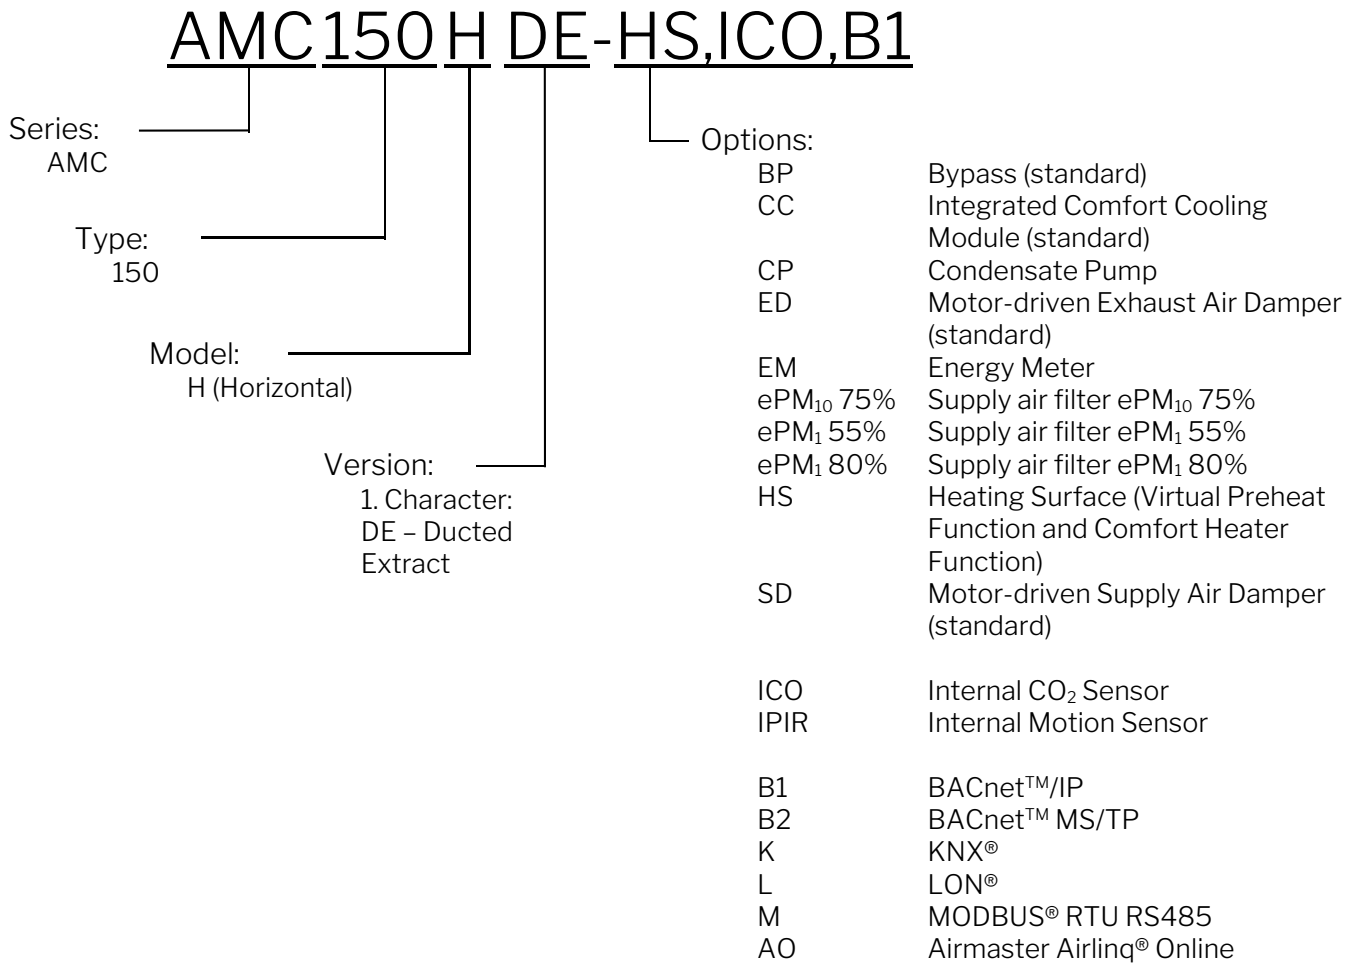 AMC 150 H DE-HS,ICO,B1
Series:
AMC
Type:
150
Model:
H (Horizontal)
Version:
1. Character:
DE – Ducted
Extract
Options:
BP Bypass (standard)
CC Integrated Comfort Cooling
Module (standard)
CP Condensate Pump
ED Motor-driven Exhaust Air Damper
(standard)
EM Energy Meter
ePM₁₀ 75% Supply air filter ePM₁₀ 75%
ePM₁ 55% Supply air filter ePM₁ 55%
ePM₁ 80% Supply air filter ePM₁ 80%
HS Heating Surface (Virtual Preheat
Function and Comfort Heater
Function)
SD Motor-driven Supply Air Damper
(standard)
ICO Internal CO₂ Sensor
IPIR Internal Motion Sensor
B1 BACnet™/IP
B2 BACnet™ MS/TP
K KNX®
L LON®
M MODBUS® RTU RS485
AO Airmaster Airlinq® Online